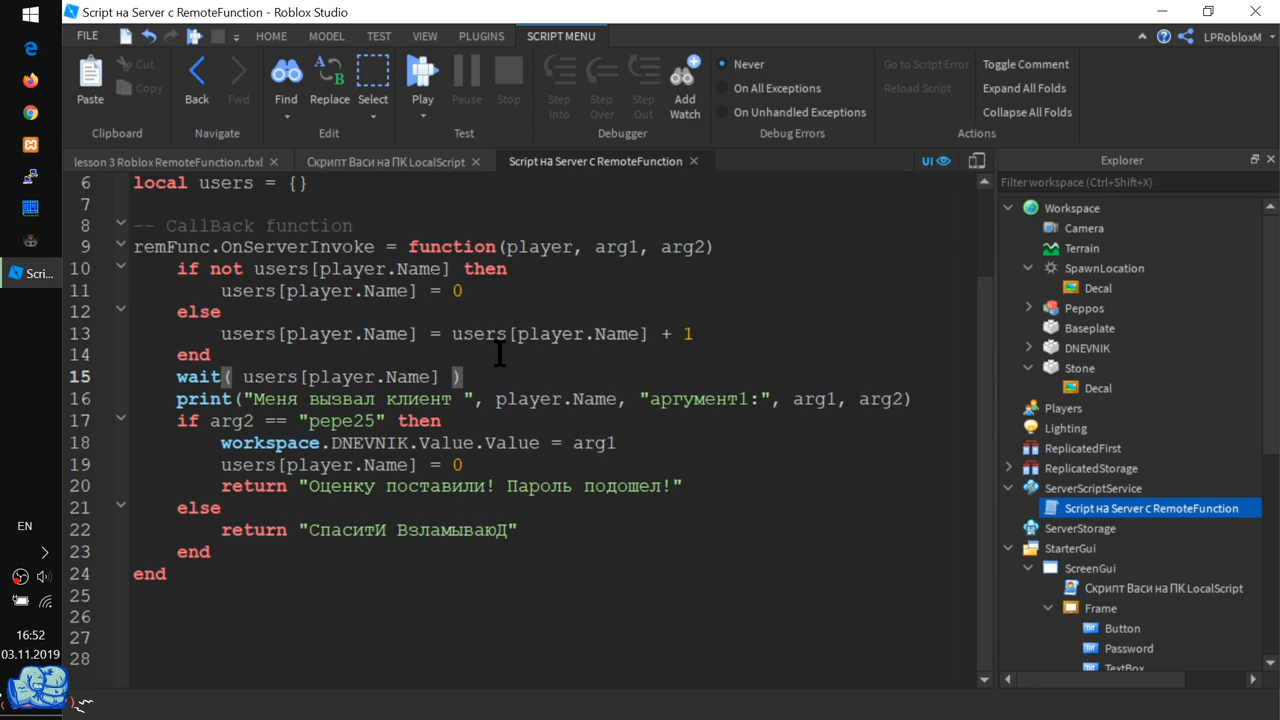 Script на Server с RemoteFunction - Roblox Studio
FILE HOME MODEL TEST VIEW PLUGINS SCRIPT MENU LPRobloxM
Paste
Cut
Copy
Clipboard
Back
Fwd
Navigate
Find
Replace
Select
Edit
Play
Pause
Stop
Test
Step Into
Step Over
Step Out
Add Watch
Debugger
Never
On All Exceptions
On Unhandled Exceptions
Debug Errors
Go to Script Error
Reload Script
Toggle Comment
Expand All Folds
Collapse All Folds
Actions
lesson 3 Roblox RemoteFunction.rbxl
Скрипт Васи на ПК LocalScript
Script на Server с RemoteFunction
UI
6 local users = {}
7
8 -- CallBack function
9 remFunc.OnServerInvoke = function(player, arg1, arg2)
10 if not users[player.Name] then
11 users[player.Name] = 0
12 else
13 users[player.Name] = users[player.Name] + 1
14 end
15 wait( users[player.Name] )
16 print("Меня вызвал клиент ", player.Name, "аргумент1:", arg1, arg2)
17 if arg2 == "pepe25" then
18 workspace.DNEVNIK.Value.Value = arg1
19 users[player.Name] = 0
20 return "Оценку поставили! Пароль подошел!"
21 else
22 return "СпаситИ ВзламываюД"
23 end
24 end
25
26
27
28
Explorer
Filter workspace (Ctrl+Shift+X)
Workspace
Camera
Terrain
SpawnLocation
Decal
Peppos
Baseplate
DNEVNIK
Stone
Decal
Players
Lighting
ReplicatedFirst
ReplicatedStorage
ServerScriptService
Script на Server с RemoteFunction
ServerStorage
StarterGui
ScreenGui
Скрипт Васи на ПК LocalScript
Frame
Button
Password
TextBox
Scri...
EN
16:52
03.11.2019